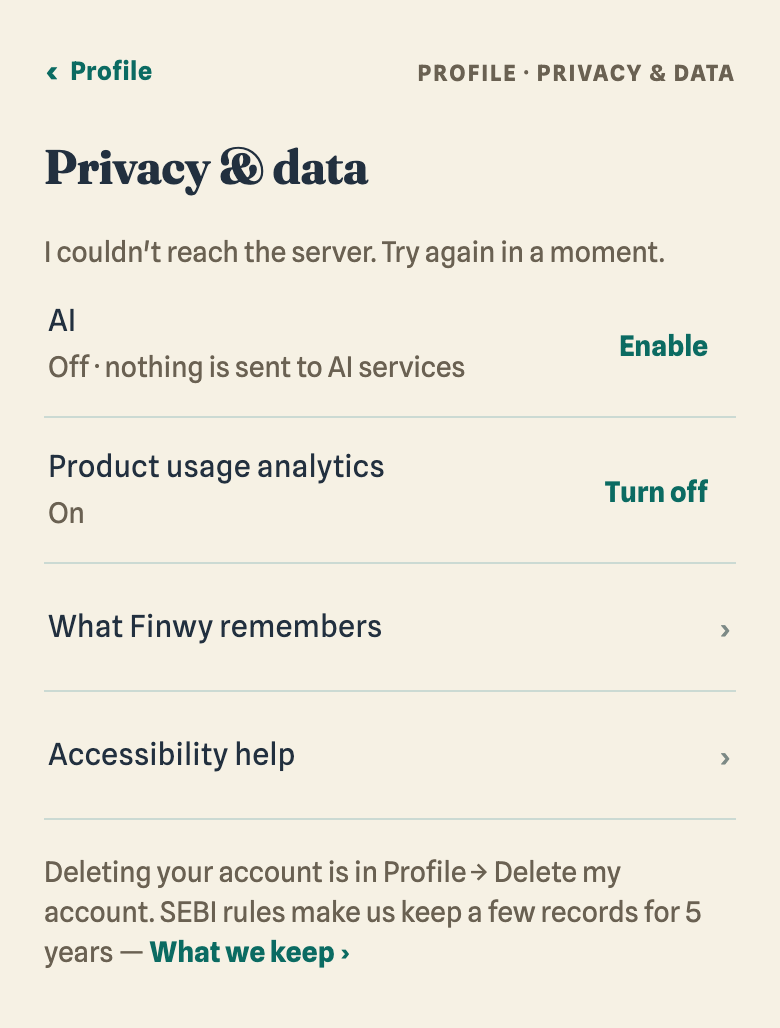 ‹ Profile
PROFILE · PRIVACY & DATA
Privacy & data
I couldn't reach the server. Try again in a moment.
AI
Off · nothing is sent to AI services
Enable
Product usage analytics
On
Turn off
What Finwy remembers ›
Accessibility help ›
Deleting your account is in Profile → Delete my
account. SEBI rules make us keep a few records for 5
years — What we keep ›